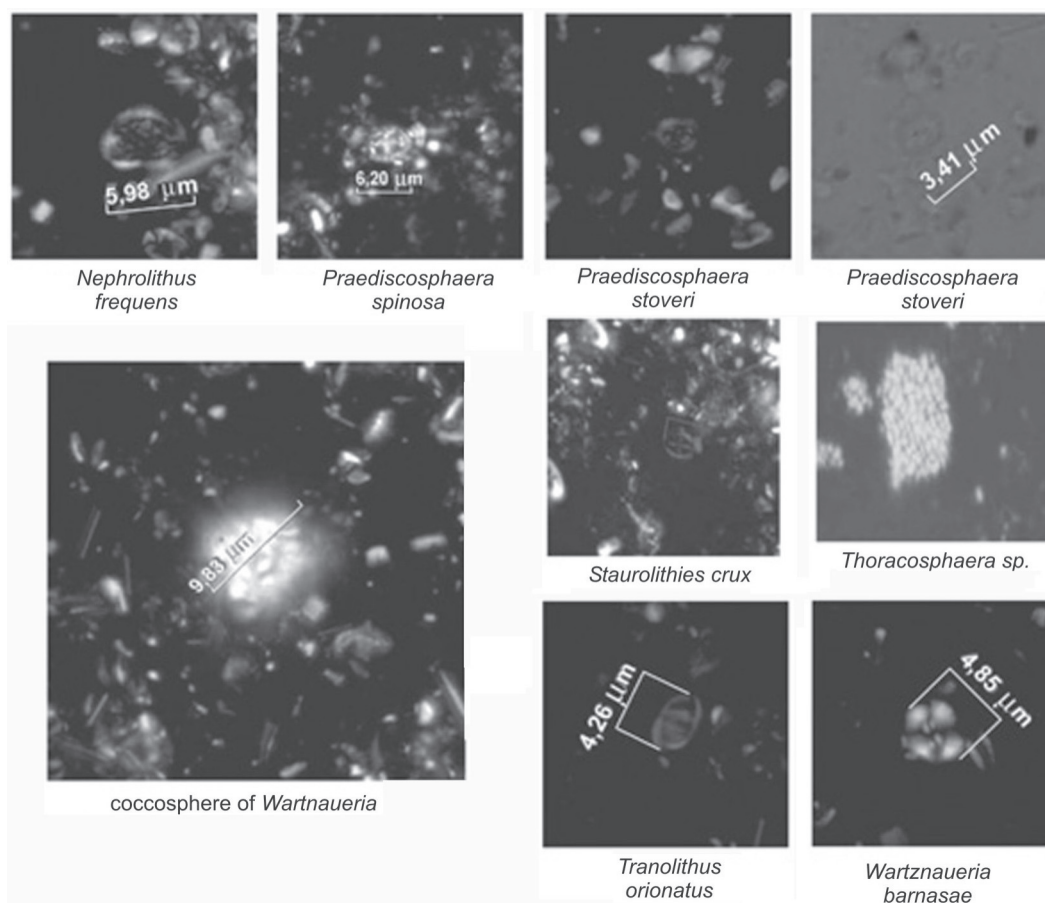 5,98 µm
6,20 µm
3,41 µm
Nephrolithus
frequens
Praediscosphaera
spinosa
Praediscosphaera
stoveri
Praediscosphaera
stoveri
9,83 µm
Staurolithies crux
Thoracosphaera sp.
coccosphere of Wartnaueria
4,26 µm
4,85 µm
Tranolithus
orionatus
Wartznaueria
barnasae